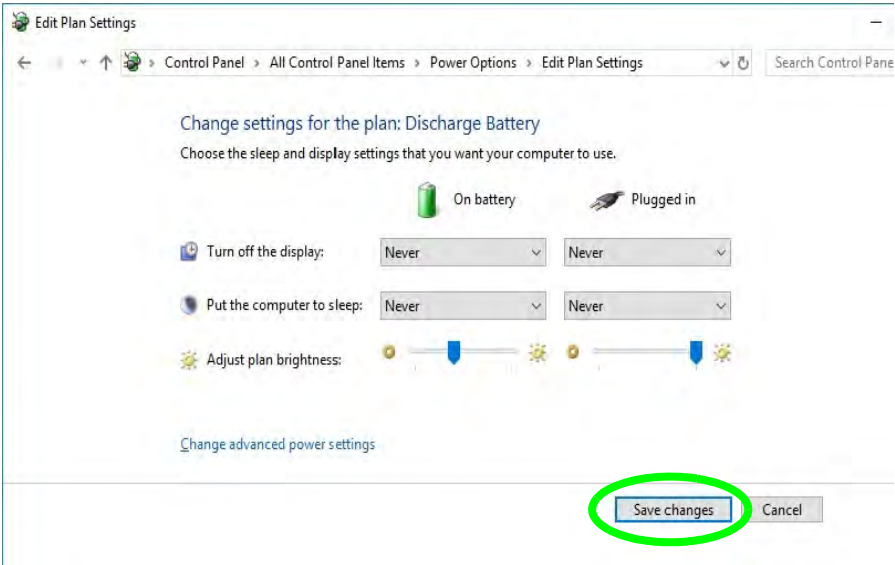 Edit Plan Settings
Control Panel > All Control Panel Items > Power Options > Edit Plan Settings
Search Control Pane
Change settings for the plan: Discharge Battery
Choose the sleep and display settings that you want your computer to use.
On battery Plugged in
Turn off the display: Never Never
Put the computer to sleep: Never Never
Adjust plan brightness:
Change advanced power settings
Save changes Cancel